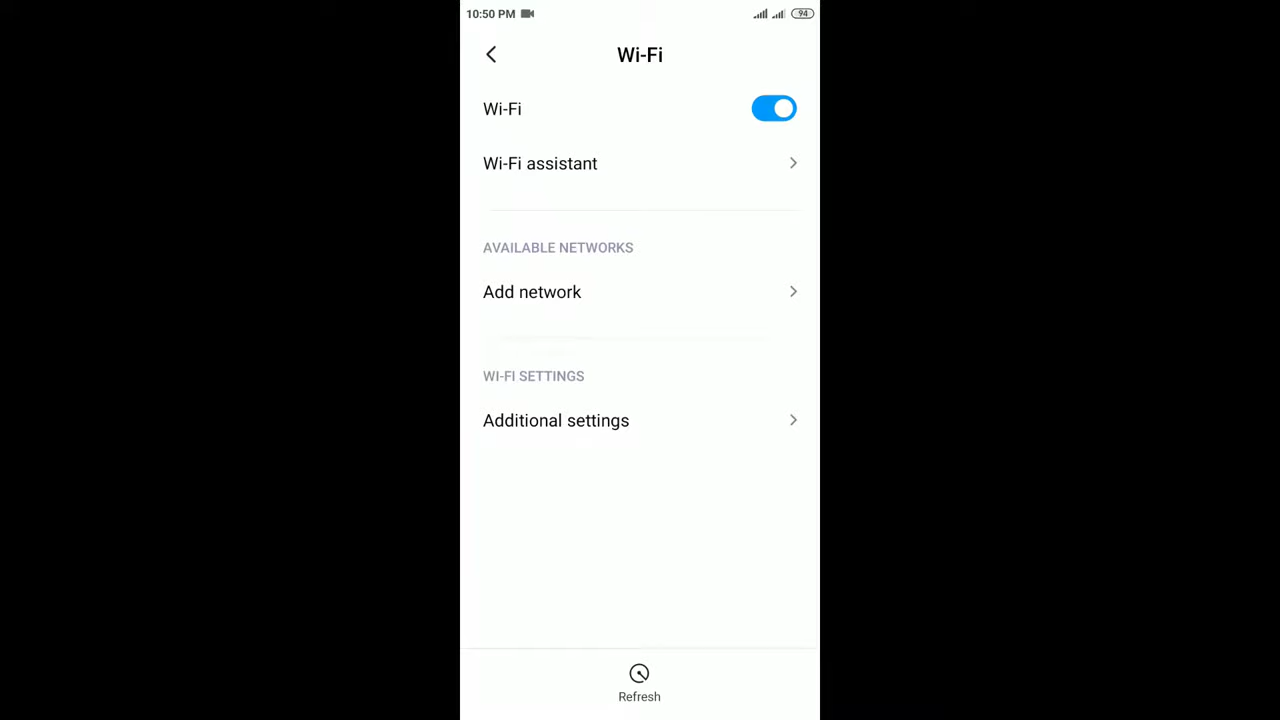 10:50 PM 94
Wi-Fi
Wi-Fi
Wi-Fi assistant
AVAILABLE NETWORKS
Add network
WI-FI SETTINGS
Additional settings
Refresh